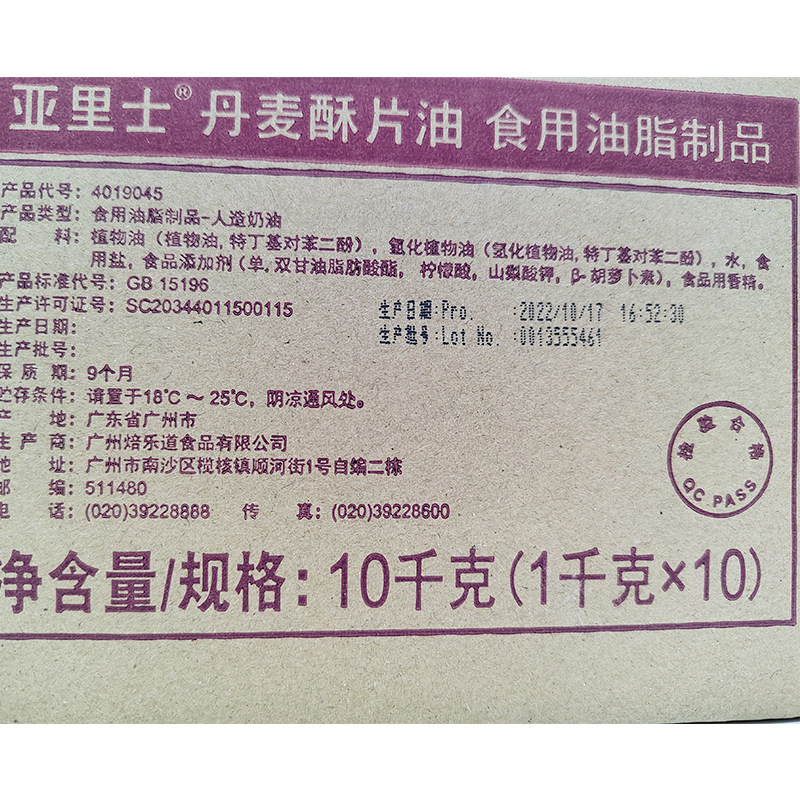 亚里士® 丹麦酥片油 食用油脂制品
产品代号: 4019045
产品类型: 食用油脂制品-人造奶油
配 料: 植物油(植物油, 特丁基对苯二酚), 氢化植物油(氢化植物油, 特丁基对苯二酚), 水, 食
用盐, 食品添加剂(单, 双甘油脂肪酸酯, 柠檬酸, 山梨酸钾, β-胡萝卜素), 食品用香精。
产品标准代号: GB 15196
生产许可证号: SC20344011500115
生产日期:
生产日期:Pro. :2022/10/17 16:52:30
生产批号:
生产批号:Lot No. :0013555461
保 质 期: 9个月
贮存条件: 请置于18℃~25℃, 阴凉通风处。
产 地: 广东省广州市
生 产 商: 广州焙乐道食品有限公司
地 址: 广州市南沙区榄核镇顺河街1号自编二楼
邮 编: 511480
电 话: (020)39228888 传 真: (020)39228600
检验合格
QC PASS
净含量/规格: 10千克(1千克×10)